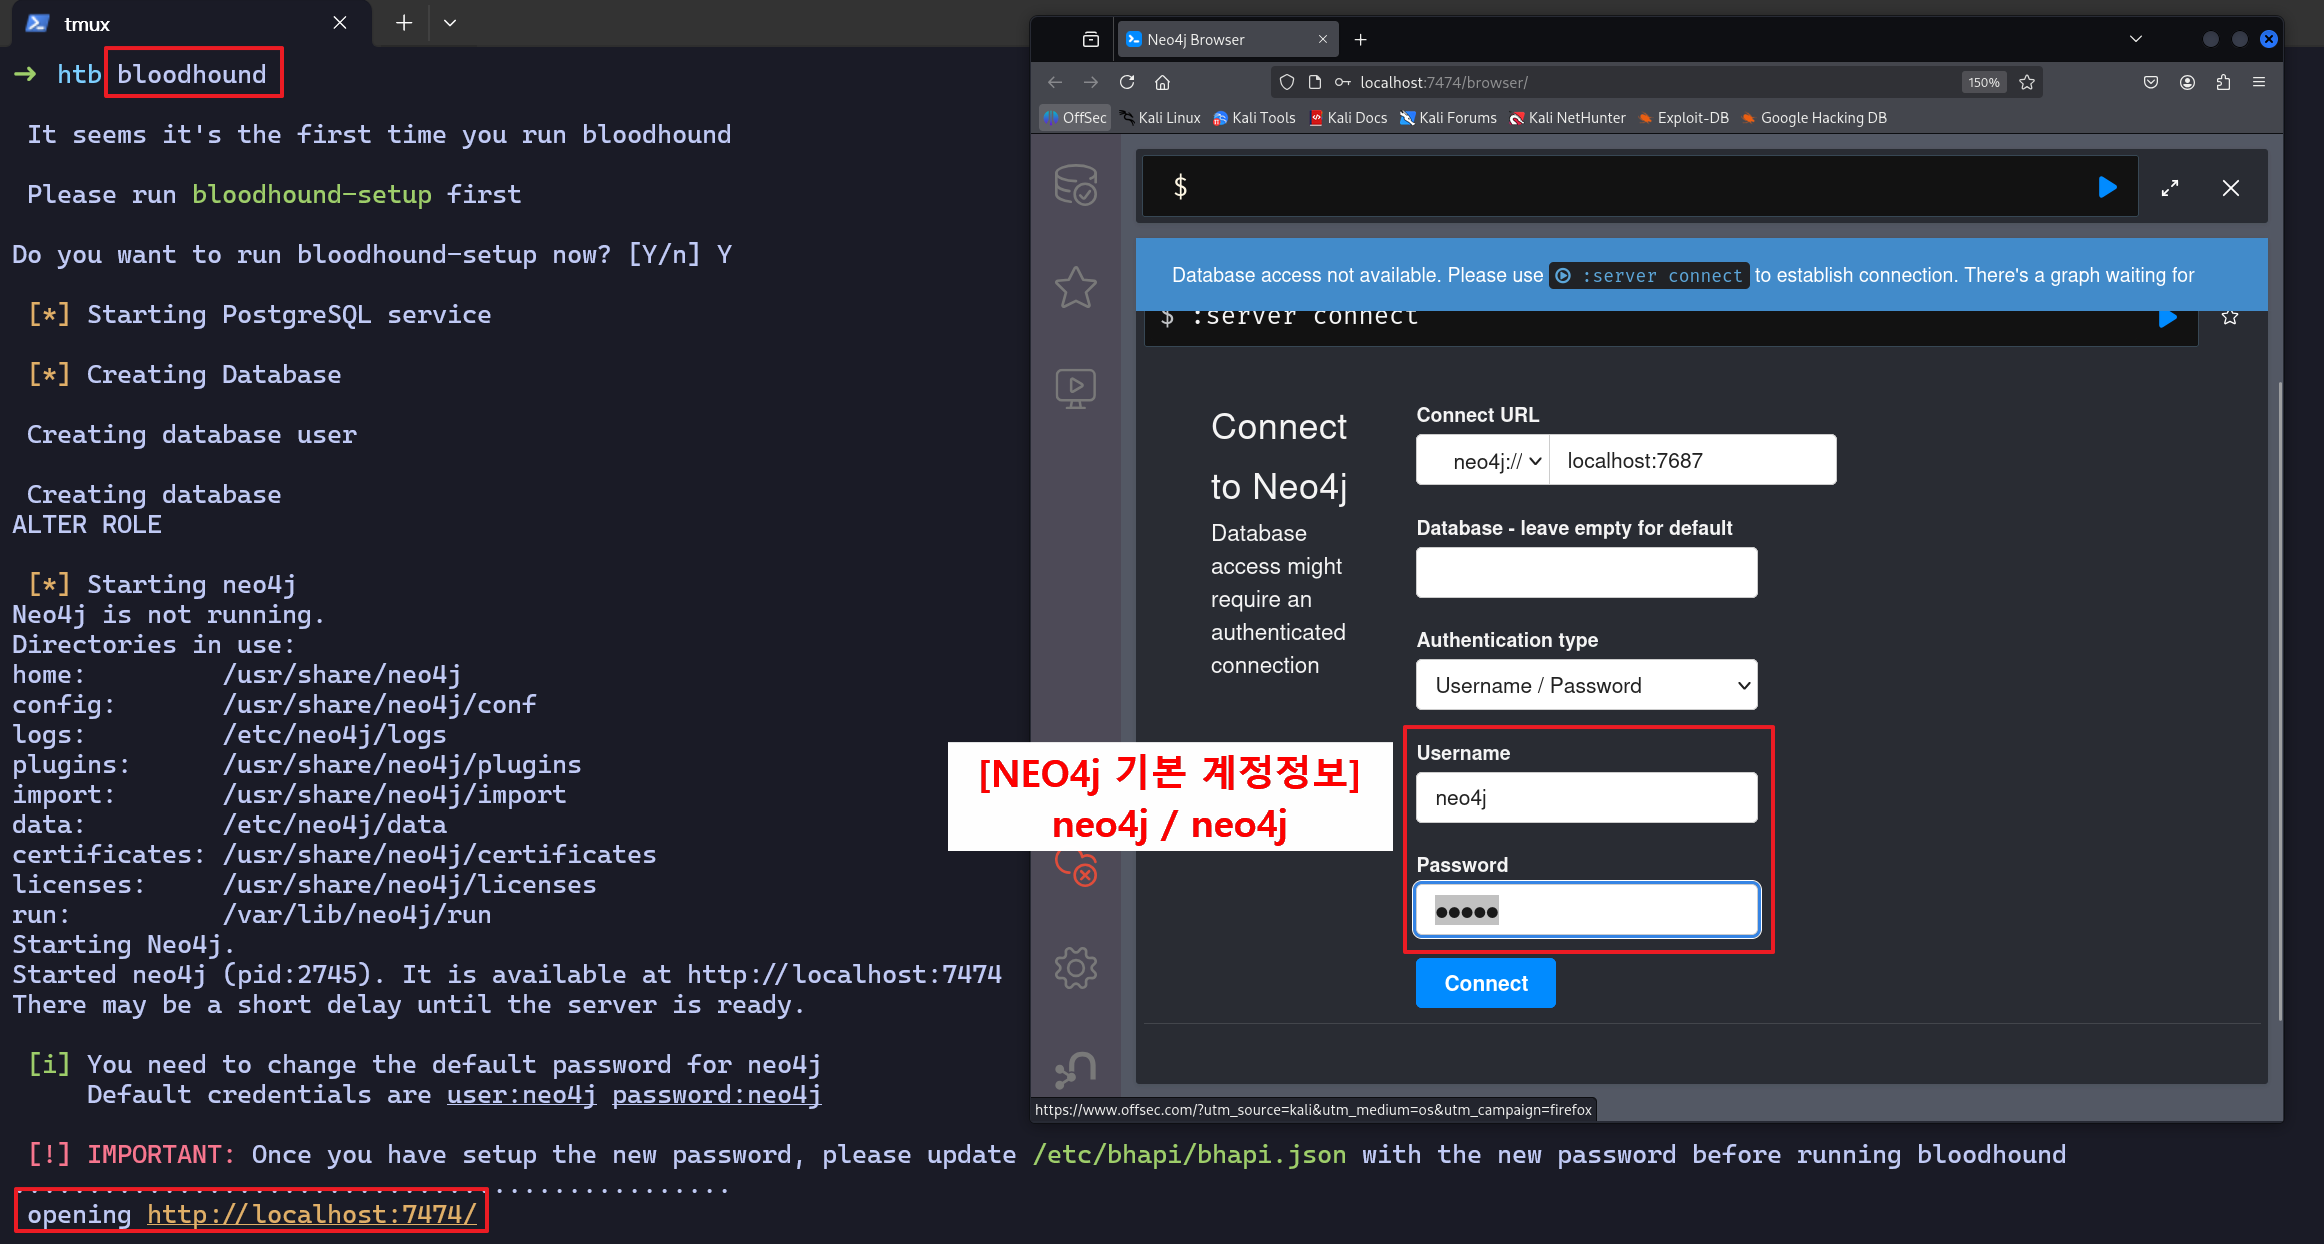 tmux
➜ htb bloodhound
It seems it's the first time you run bloodhound
Please run bloodhound-setup first
Do you want to run bloodhound-setup now? [Y/n] Y
[*] Starting PostgreSQL service
[*] Creating Database
Creating database user
Creating database
ALTER ROLE
[*] Starting neo4j
Neo4j is not running.
Directories in use:
home: /usr/share/neo4j
config: /usr/share/neo4j/conf
logs: /etc/neo4j/logs
plugins: /usr/share/neo4j/plugins
import: /usr/share/neo4j/import
data: /etc/neo4j/data
certificates: /usr/share/neo4j/certificates
licenses: /usr/share/neo4j/licenses
run: /var/lib/neo4j/run
Starting Neo4j.
Started neo4j (pid:2745). It is available at http://localhost:7474
There may be a short delay until the server is ready.
[i] You need to change the default password for neo4j
Default credentials are user:neo4j password:neo4j
[!] IMPORTANT: Once you have setup the new password, please update /etc/bhapi/bhapi.json with the new password before running bloodhound
opening http://localhost:7474/
Neo4j Browser
localhost:7474/browser/
150%
OffSec Kali Linux Kali Tools Kali Docs Kali Forums Kali NetHunter Exploit-DB Google Hacking DB
$
Database access not available. Please use :server connect to establish connection. There's a graph waiting for
$ :server connect
Connect
to Neo4j
Database
access might
require an
authenticated
connection
Connect URL
neo4j:// localhost:7687
Database - leave empty for default
Authentication type
Username / Password
[NEO4j 기본 계정정보]
neo4j / neo4j
Username
neo4j
Password
•••••
Connect
https://www.offsec.com/?utm_source=kali&utm_medium=os&utm_campaign=firefox